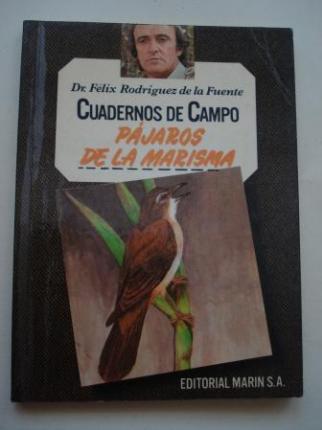 Dr. Félix Rodríguez de la Fuente
CUADERNOS DE CAMPO
PÁJAROS
DE LA MARISMA
EDITORIAL MARIN S.A.